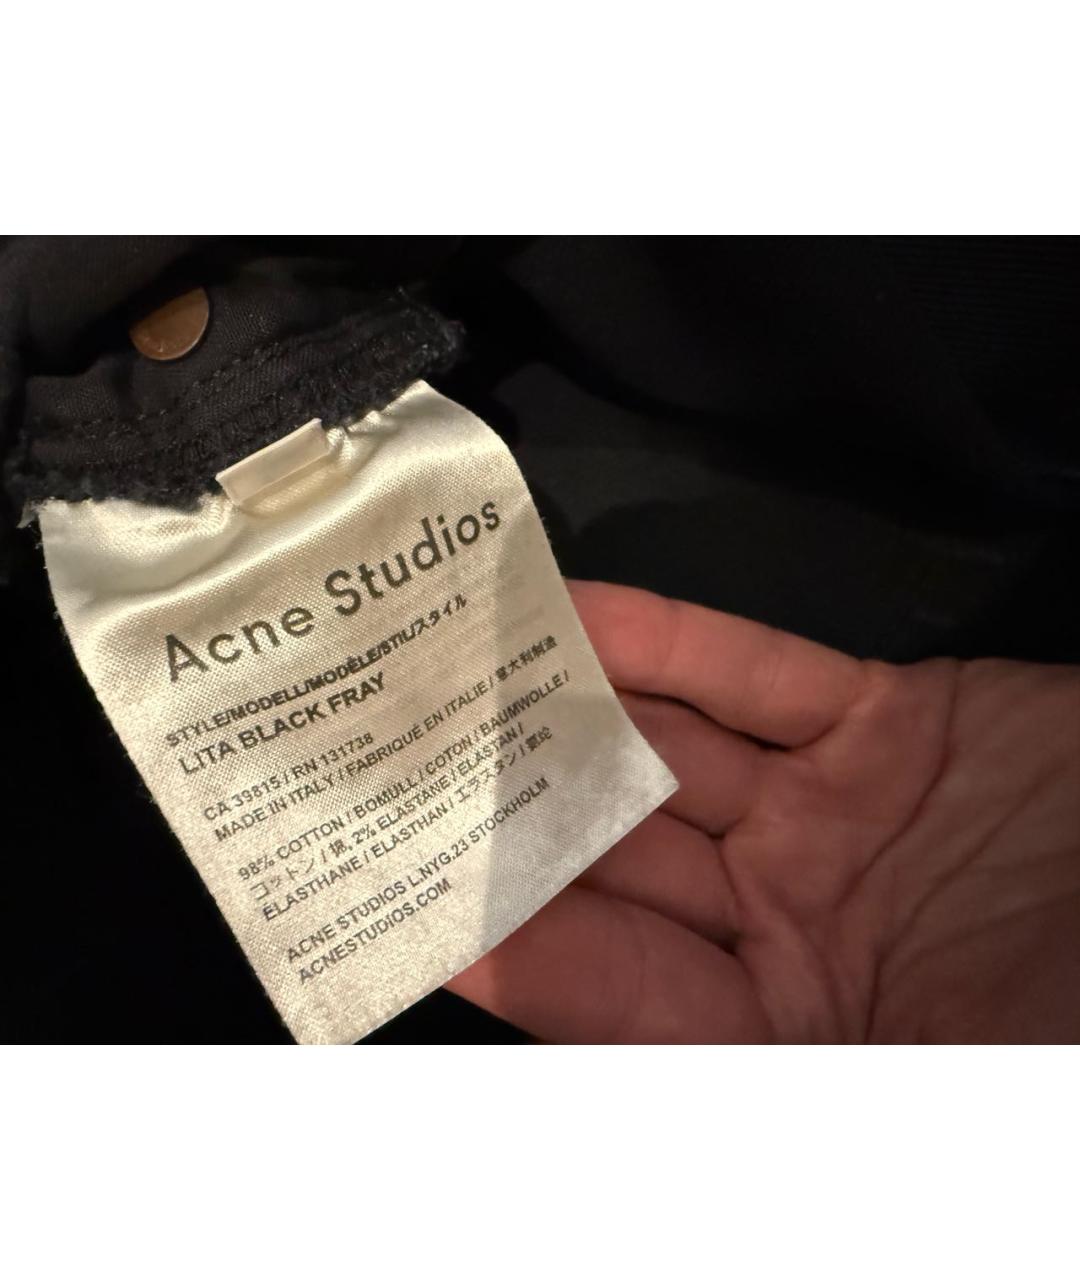 Acne Studios
STYLE/MODELL/MODÈLE/STIL/スタイル
LITA BLACK FRAY
CA 39815 / RN 131738
MADE IN ITALY / FABRIQUÉ EN ITALIE / 意大利制造
98% COTTON / BOMULL / COTON / BAUMWOLLE /
コットン / 棉, 2% ELASTANE / ELASTAN /
ÉLASTHANE / ELASTHAN / エラスタン / 氨纶
ACNE STUDIOS L.NYG.23 STOCKHOLM
ACNESTUDIOS.COM